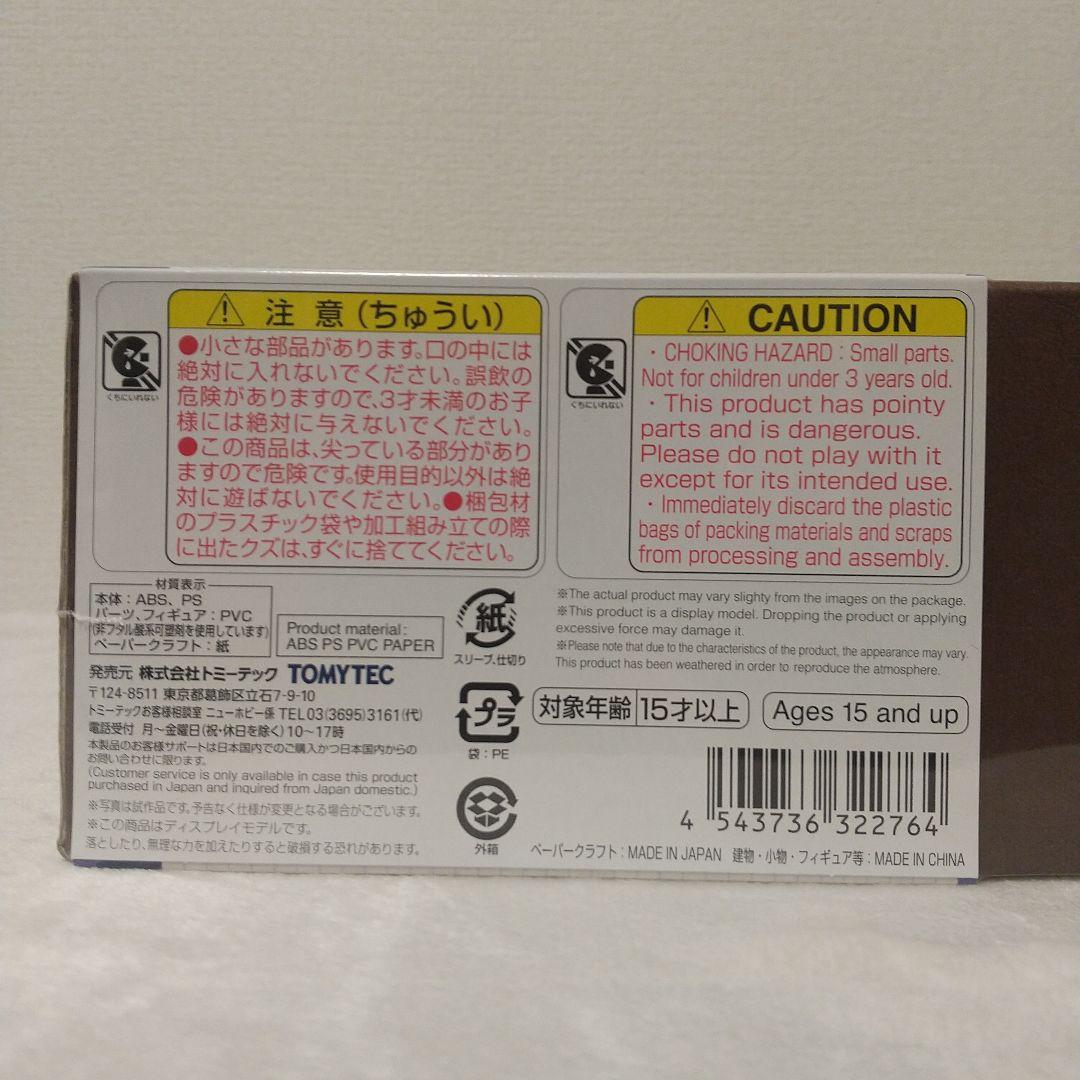 注 意 (ちゅうい)
くちにいれない
●小さな部品があります。口の中には
絶対に入れないでください。誤飲の
危険がありますので、3才未満のお子
様には絶対に与えないでください。
●この商品は、尖っている部分があり
ますので危険です。使用目的以外は絶
対に遊ばないでください。●梱包材
のプラスチック袋や加工組み立ての際
に出たクズは、すぐに捨ててください。
CAUTION
くちにいれない
・CHOKING HAZARD : Small parts.
Not for children under 3 years old.
・This product has pointy
parts and is dangerous.
Please do not play with it
except for its intended use.
・Immediately discard the plastic
bags of packing materials and scraps
from processing and assembly.
材質表示
本体：ABS、PS
パーツ、フィギュア：PVC
(非フタル酸系可塑剤を使用しています)
ペーパークラフト：紙
Product material :
ABS PS PVC PAPER
発売元 株式会社トミーテック TOMYTEC
〒124-8511 東京都葛飾区立石7-9-10
トミーテックお客様相談室 ニューホビー係 TEL03(3695)3161(代)
電話受付 月〜金曜日(祝・休日を除く)10〜17時
本製品のお客様サポートは日本国内でのご購入かつ日本国内からの
お問い合わせに限ります。
(Customer service is only available in case this product
purchased in Japan and inquired from Japan domestic.)
※写真は試作品です。予告なく仕様が変更となる場合がございます。
※この商品はディスプレイモデルです。
落としたり、無理な力を加えたりすると破損する恐れがあります。
紙
スリーブ、仕切り
プラ
袋：PE
外箱
※The actual product may vary slighty from the images on the package.
※This product is a display model. Dropping the product or applying
excessive force may damage it.
※Please note that due to the characteristics of the product, the appearance may vary.
This product has been weathered in order to reproduce the atmosphere.
対象年齢 15才以上
Ages 15 and up
4 543736 322764
ペーパークラフト：MADE IN JAPAN 建物・小物・フィギュア等：MADE IN CHINA